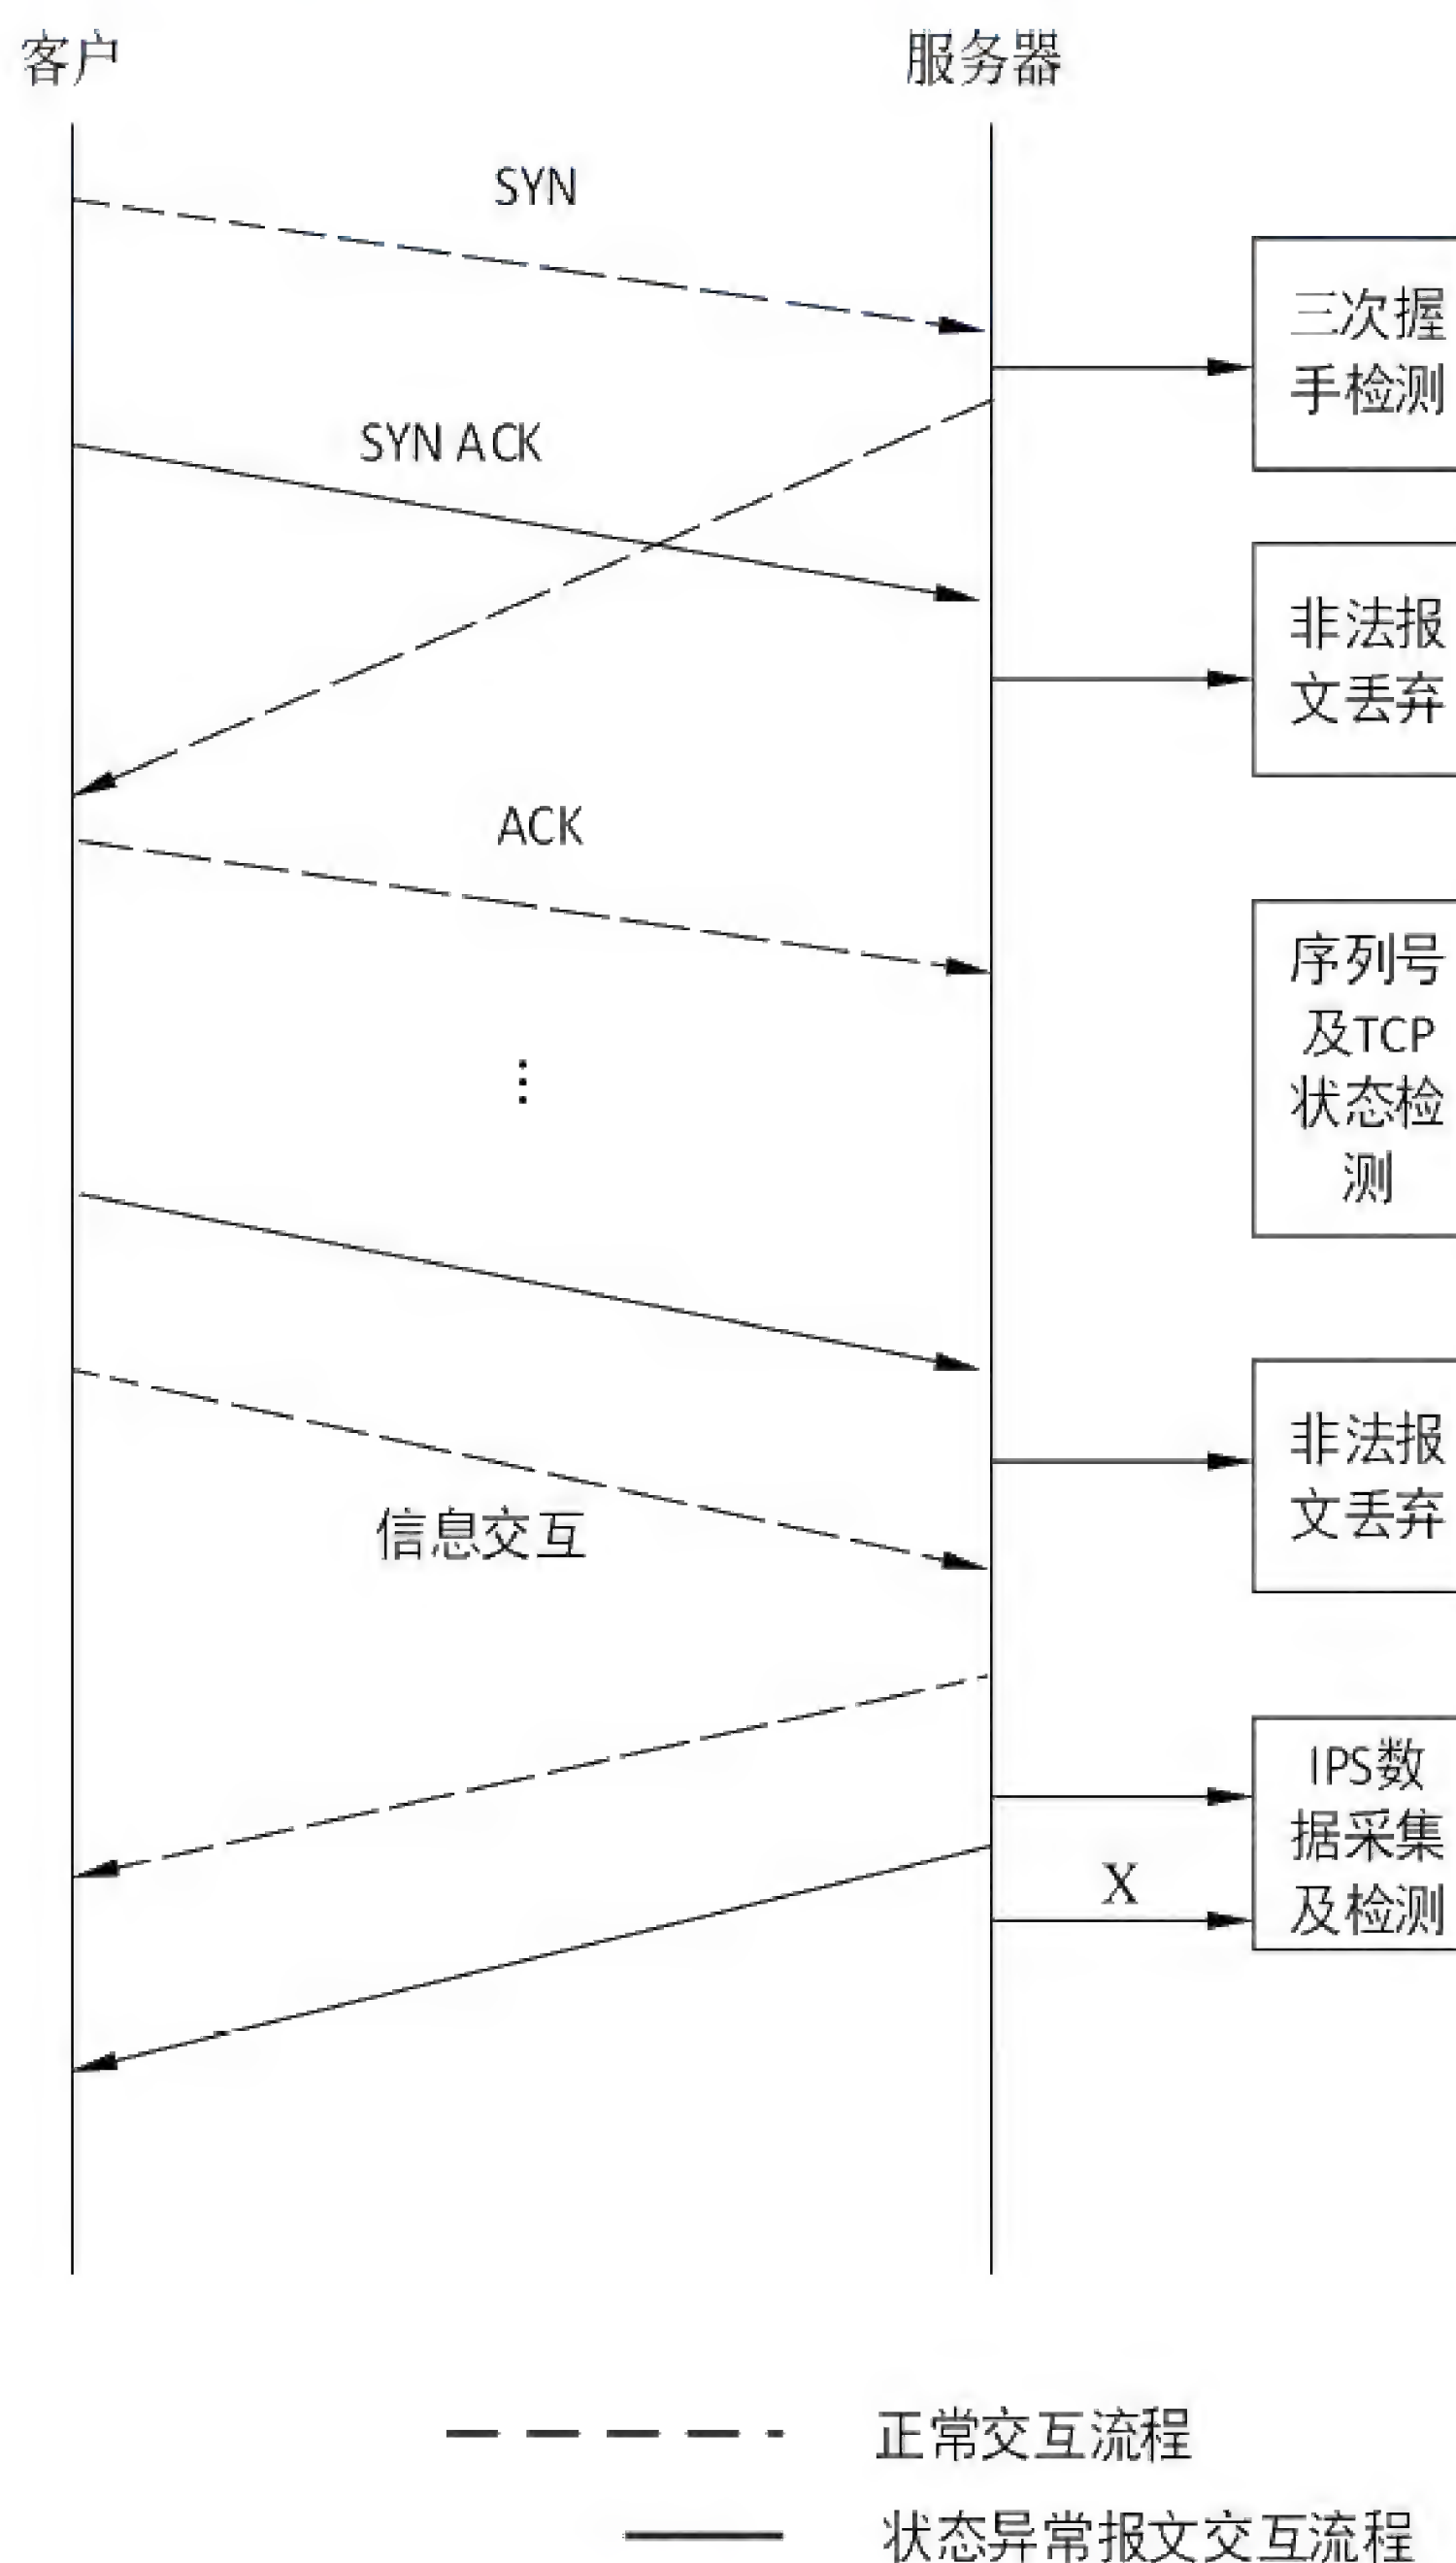 客户
服务器
SYN
三次握
手检测
SYN ACK
非法报
文丢弃
ACK
序列号
及TCP
状态检
测
⋮
非法报
文丢弃
信息交互
IPS数
据采集
及检测
X
正常交互流程
状态异常报文交互流程